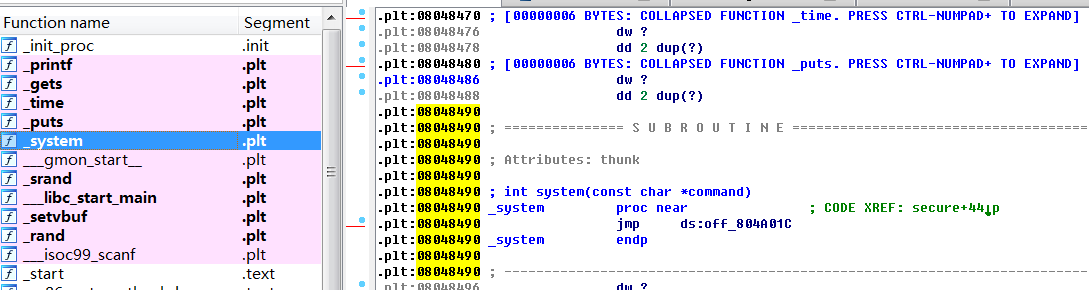 Function name Segment
_init_proc .init
_printf .plt
_gets .plt
_time .plt
_puts .plt
_system .plt
___gmon_start__ .plt
_srand .plt
___libc_start_main .plt
_setvbuf .plt
_rand .plt
___isoc99_scanf .plt
_start .text
.plt:08048470 ; [00000006 BYTES: COLLAPSED FUNCTION _time. PRESS CTRL-NUMPAD+ TO EXPAND]
.plt:08048476 dw ?
.plt:08048478 dd 2 dup(?)
.plt:08048480 ; [00000006 BYTES: COLLAPSED FUNCTION _puts. PRESS CTRL-NUMPAD+ TO EXPAND]
.plt:08048486 dw ?
.plt:08048488 dd 2 dup(?)
.plt:08048490
.plt:08048490 ; =============== S U B R O U T I N E =======================================
.plt:08048490
.plt:08048490 ; Attributes: thunk
.plt:08048490
.plt:08048490 ; int system(const char *command)
.plt:08048490 _system proc near ; CODE XREF: secure+44↓p
.plt:08048490 jmp ds:off_804A01C
.plt:08048490 _system endp
.plt:08048490
.plt:08048490 ; ---------------------------------------------------------------------------
.plt:08048496 dw ?